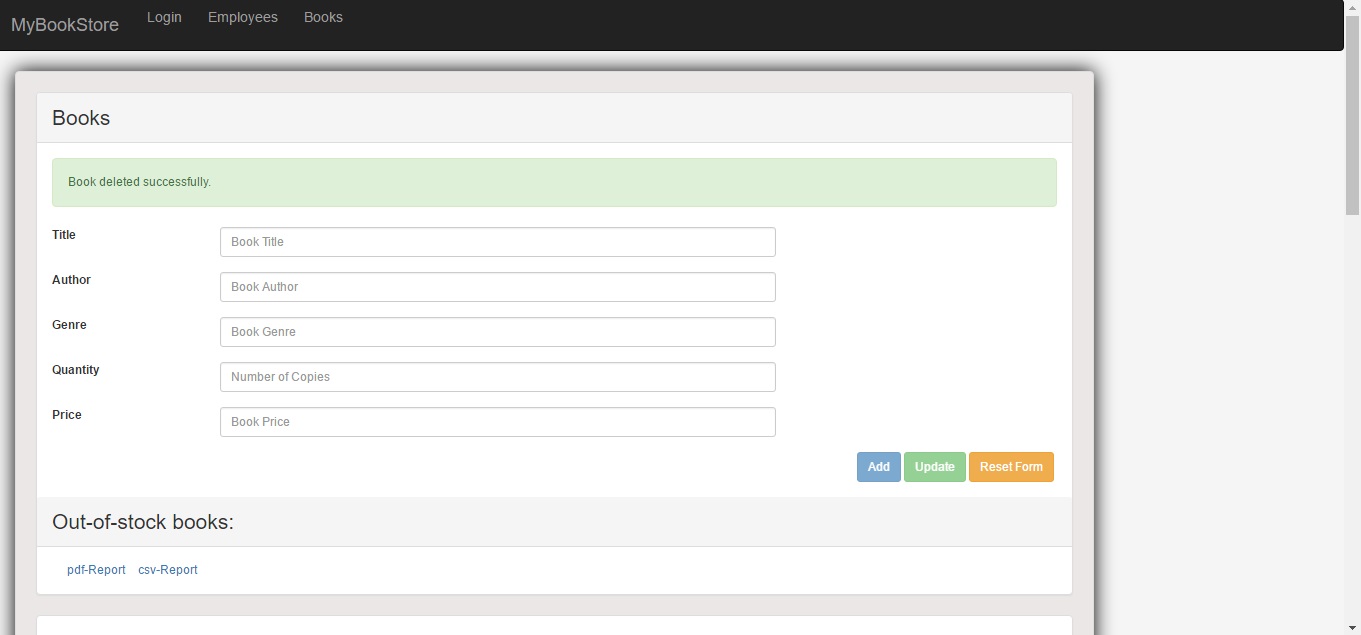 MyBookStore Login Employees Books
Books
Book deleted successfully.
Title Book Title
Author Book Author
Genre Book Genre
Quantity Number of Copies
Price Book Price
Add Update Reset Form
Out-of-stock books:
pdf-Report csv-Report